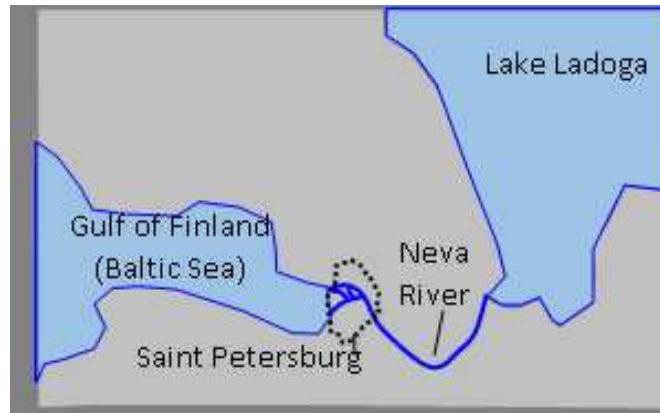 Lake Ladoga
Gulf of Finland
(Baltic Sea)
Neva
River
Saint Petersburg